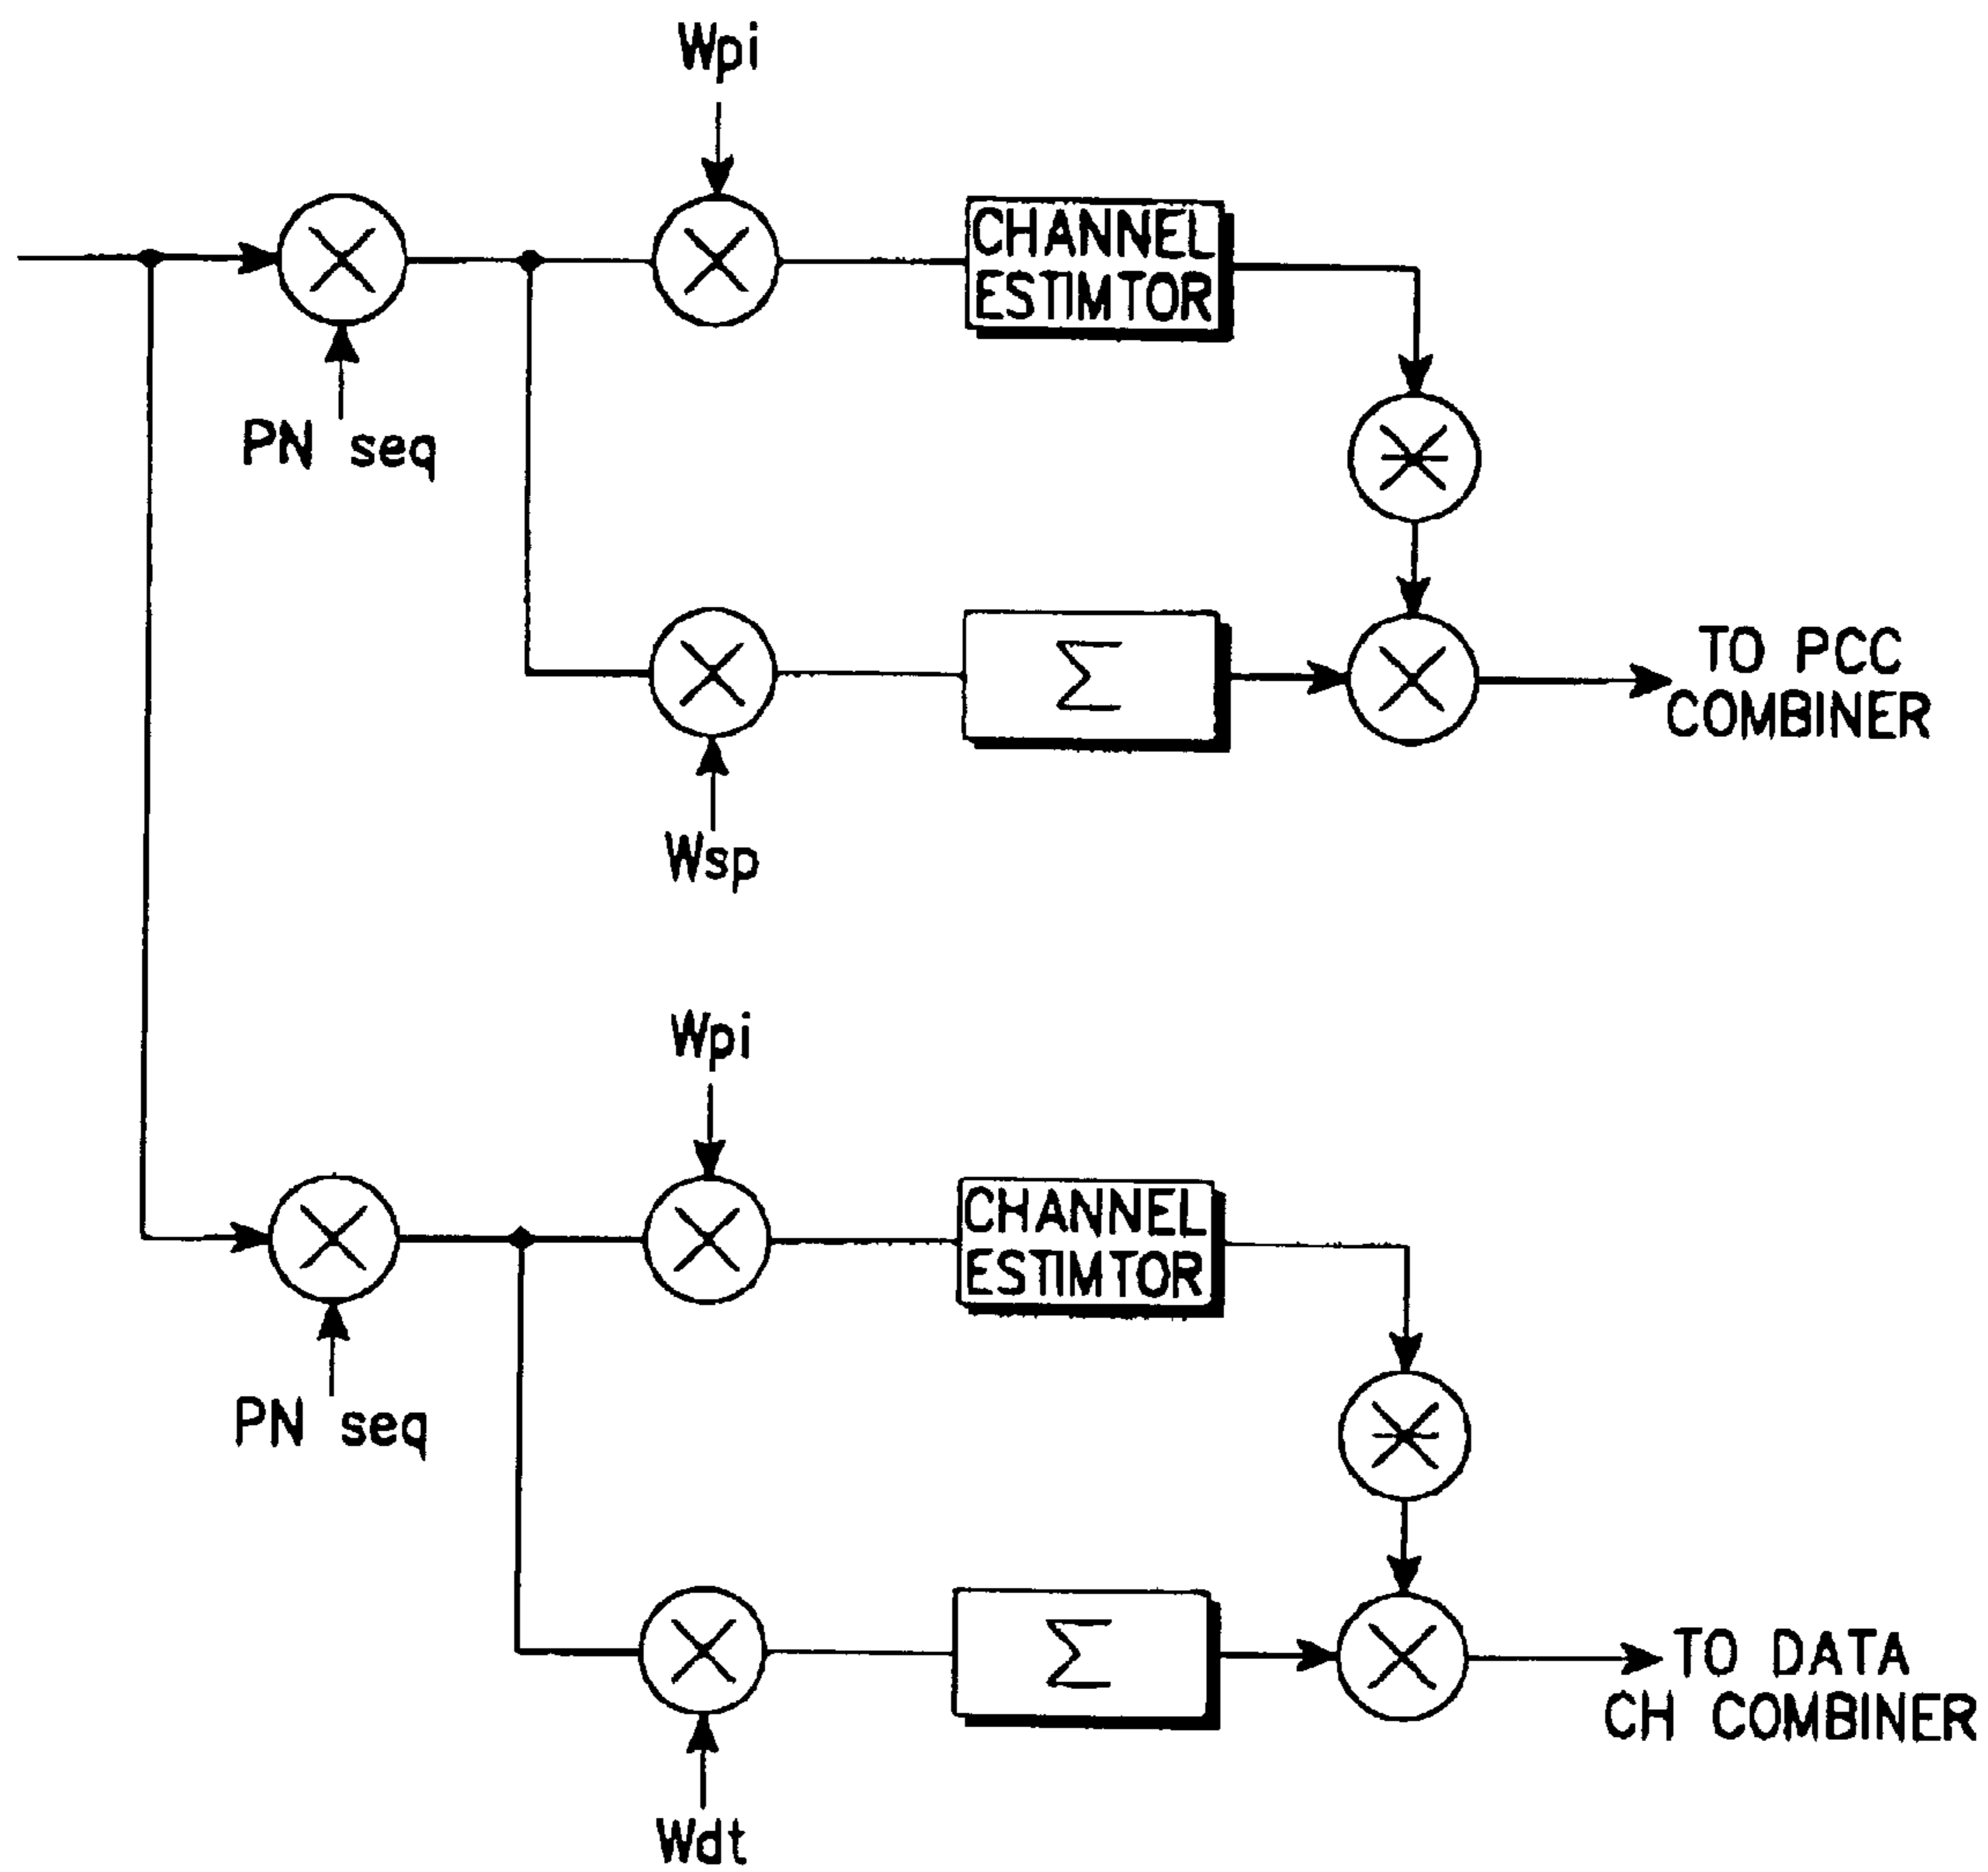 Wpi
CHANNEL
ESTIMTOR
PN seq
Σ
TO PCC
COMBINER
Wsp
Wpi
CHANNEL
ESTIMTOR
PN seq
Σ
TO DATA
CH COMBINER
Wdt